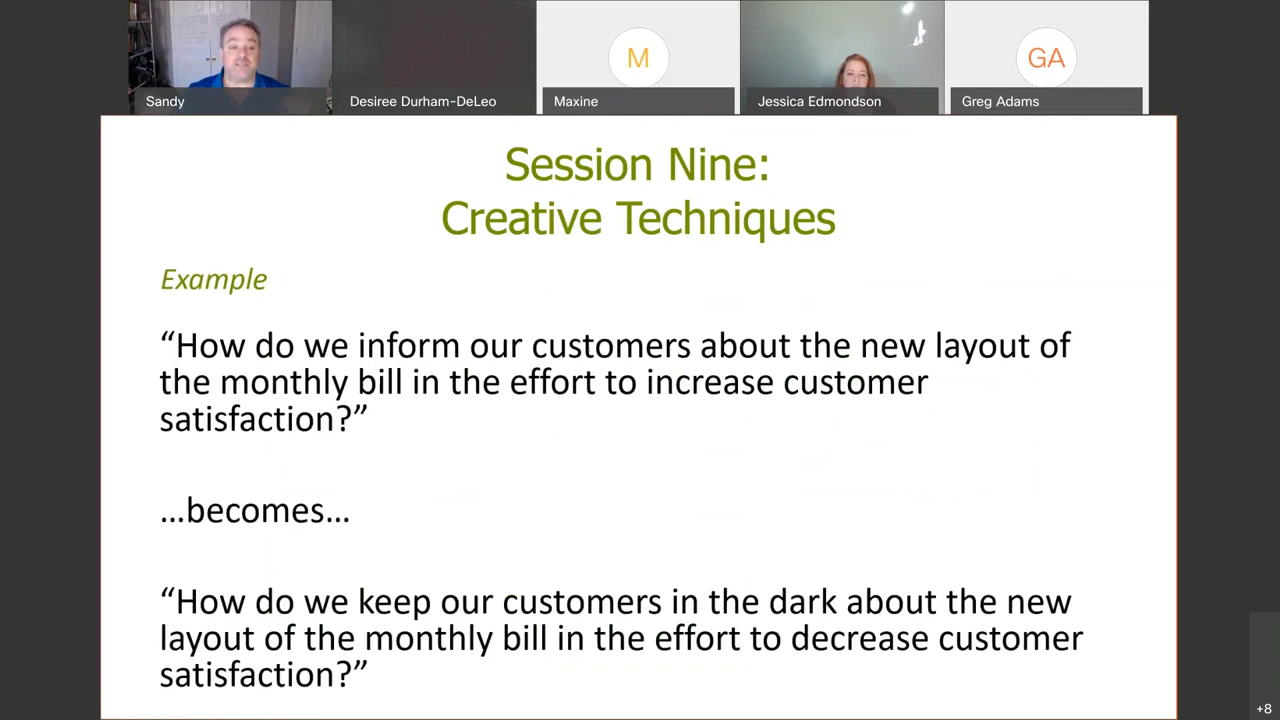 Sandy
Desiree Durham-DeLeo
M
Maxine
Jessica Edmondson
GA
Greg Adams
Session Nine:
Creative Techniques
Example
“How do we inform our customers about the new layout of
the monthly bill in the effort to increase customer
satisfaction?”
…becomes…
“How do we keep our customers in the dark about the new
layout of the monthly bill in the effort to decrease customer
satisfaction?”
+8